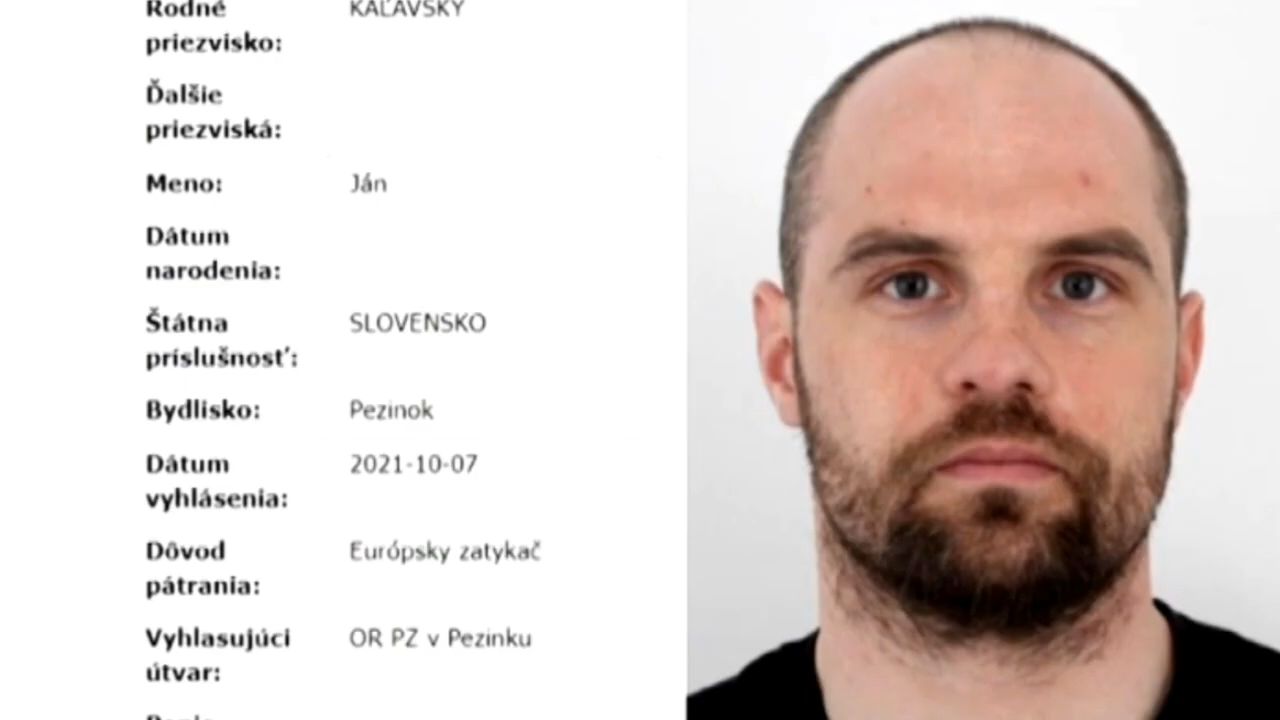 Rodné KAĽAVSKÝ
priezvisko:
Ďalšie
priezviská:
Meno: Ján
Dátum
narodenia:
Štátna SLOVENSKO
príslušnosť:
Bydlisko: Pezinok
Dátum 2021-10-07
vyhlásenia:
Dôvod Európsky zatykač
pátrania:
Vyhlasujúci OR PZ v Pezinku
útvar: